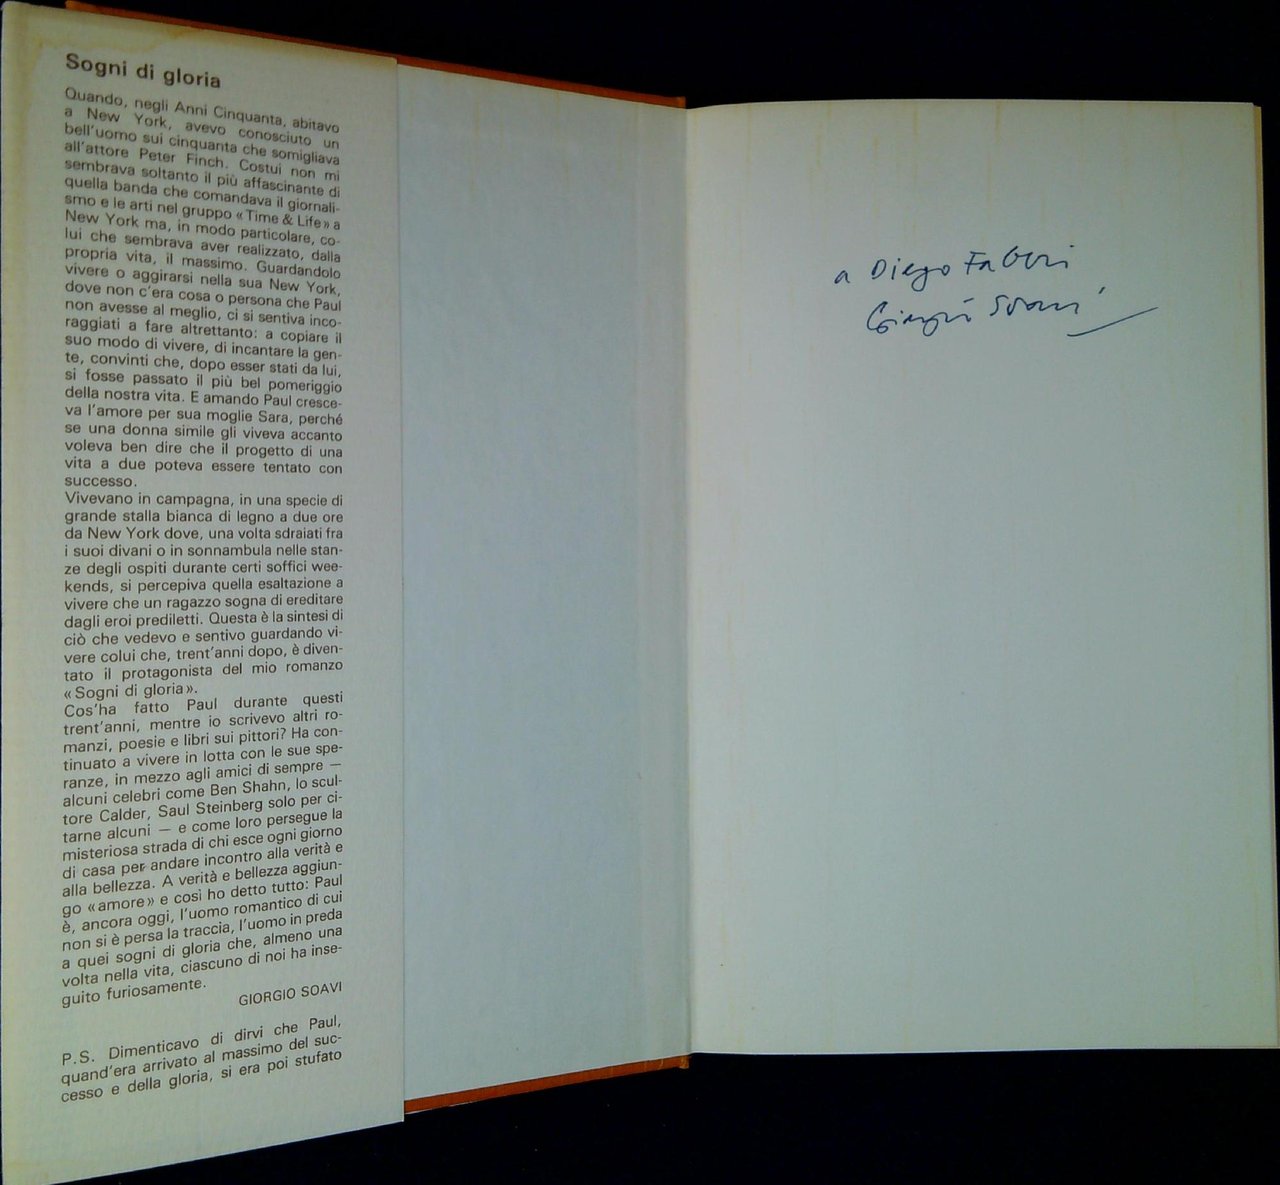 Sogni di gloria
Quando, negli Anni Cinquanta, abitavo
a New York, avevo conosciuto un
bell'uomo sui cinquanta che somigliava
all'attore Peter Finch. Costui non mi
sembrava soltanto il più affascinante di
quella banda che comandava il giornali-
smo e le arti nel gruppo «Time & Life» a
New York ma, in modo particolare, co-
lui che sembrava aver realizzato, dalla
propria vita, il massimo. Guardandolo
vivere o aggirarsi nella sua New York,
dove non c'era cosa o persona che Paul
non avesse al meglio, ci si sentiva inco-
raggiati a fare altrettanto: a copiare il
suo modo di vivere, di incantare la gen-
te, convinti che, dopo esser stati da lui,
si fosse passato il più bel pomeriggio
della nostra vita. E amando Paul cresce-
va l'amore per sua moglie Sara, perché
se una donna simile gli viveva accanto
voleva ben dire che il progetto di una
vita a due poteva essere tentato con
successo.
Vivevano in campagna, in una specie di
grande stalla bianca di legno a due ore
da New York dove, una volta sdraiati fra
i suoi divani o in sonnambula nelle stan-
ze degli ospiti durante certi soffici wee-
kends, si percepiva quella esaltazione a
vivere che un ragazzo sogna di ereditare
dagli eroi prediletti. Questa è la sintesi di
ciò che vedevo e sentivo guardando vi-
vere colui che, trent'anni dopo, è diven-
tato il protagonista del mio romanzo
«Sogni di gloria».
Cos'ha fatto Paul durante questi
trent'anni, mentre io scrivevo altri ro-
manzi, poesie e libri sui pittori? Ha con-
tinuato a vivere in lotta con le sue spe-
ranze, in mezzo agli amici di sempre —
alcuni celebri come Ben Shahn, lo scul-
tore Calder, Saul Steinberg solo per ci-
tarne alcuni — e come loro persegue la
misteriosa strada di chi esce ogni giorno
di casa per andare incontro alla verità e
alla bellezza. A verità e bellezza aggiun-
go «amore» e così ho detto tutto: Paul
è, ancora oggi, l'uomo romantico di cui
non si è persa la traccia, l'uomo in preda
a quei sogni di gloria che, almeno una
volta nella vita, ciascuno di noi ha inse-
guito furiosamente.
GIORGIO SOAVI
P.S. Dimenticavo di dirvi che Paul,
quand'era arrivato al massimo del suc-
cesso e della gloria, si era poi stufato
a Diego Fabbri
Giorgio Soavi